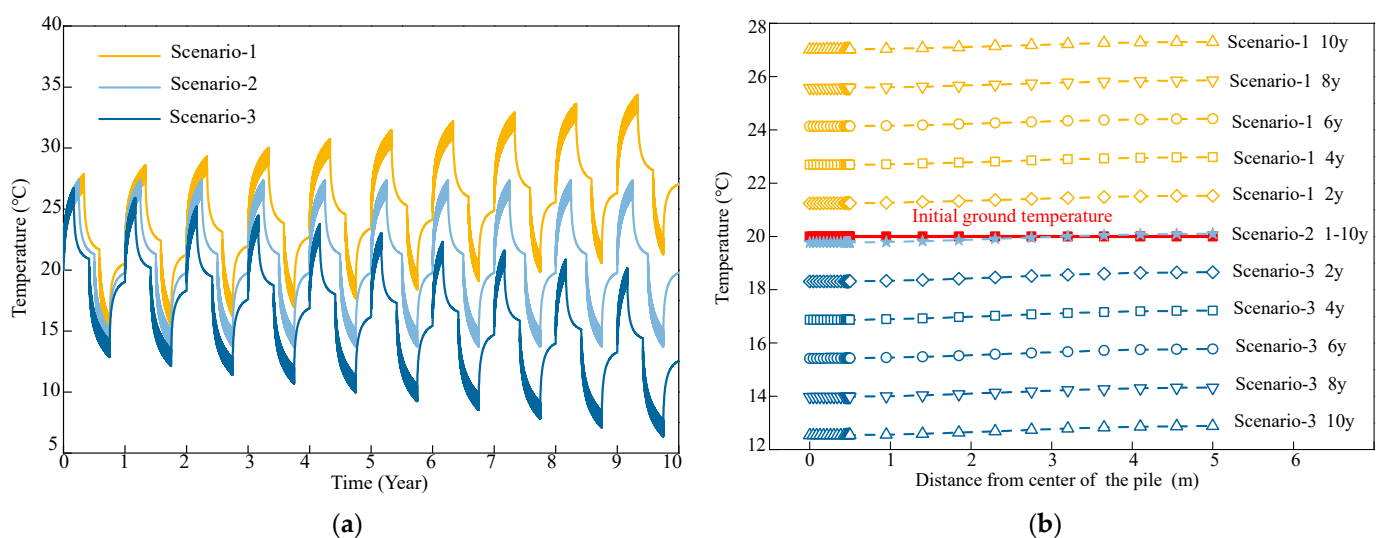 40
35
30
25
20
15
10
5
Temperature (℃)
Scenario-1
Scenario-2
Scenario-3
0 1 2 3 4 5 6 7 8 9 10
Time (Year)
(a)
28
26
24
22
20
18
16
14
12
Temperature (℃)
Scenario-1 10y
Scenario-1 8y
Scenario-1 6y
Scenario-1 4y
Scenario-1 2y
Initial ground temperature
Scenario-2 1-10y
Scenario-3 2y
Scenario-3 4y
Scenario-3 6y
Scenario-3 8y
Scenario-3 10y
0 1 2 3 4 5 6
Distance from center of the pile (m)
(b)